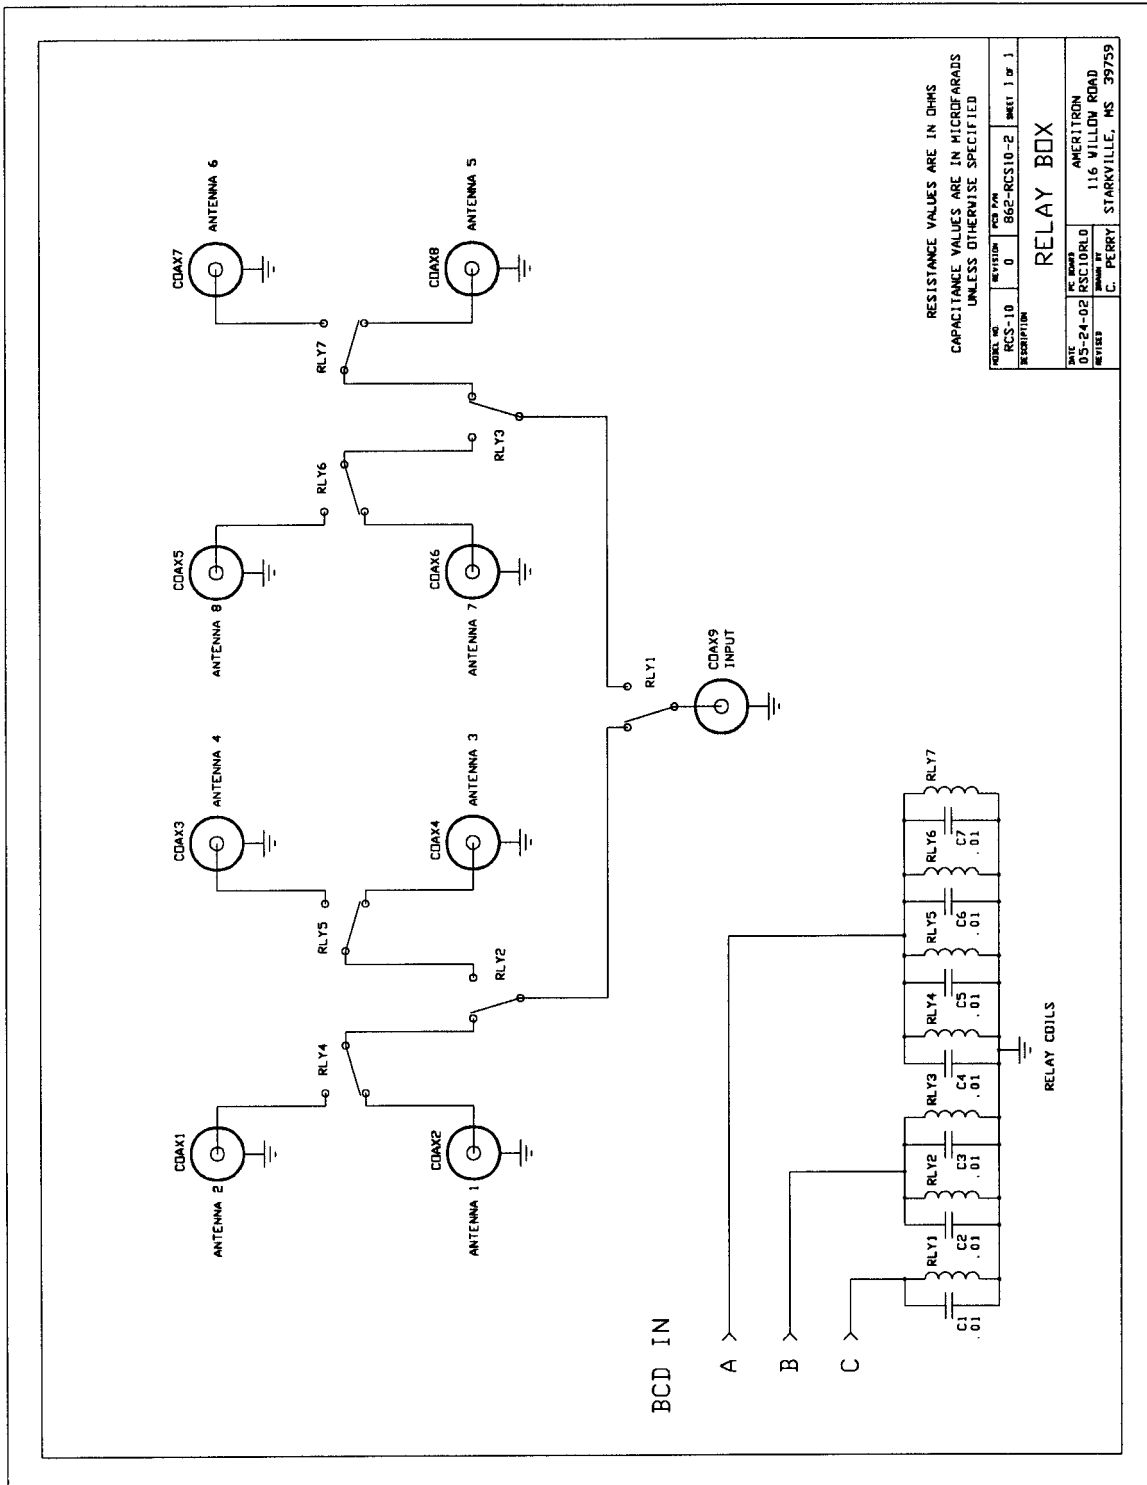 COAX1
ANTENNA 2
COAX3
ANTENNA 4
COAX5
ANTENNA 8
COAX7
ANTENNA 6
RLY4
RLY5
RLY6
RLY7
COAX2
ANTENNA 1
COAX4
ANTENNA 3
COAX6
ANTENNA 7
COAX8
ANTENNA 5
RLY2
RLY3
RLY1
COAX9
INPUT
BCD IN
A
B
C
RLY1
RLY2
RLY3
RLY4
RLY5
RLY6
RLY7
C1
.01
C2
.01
C3
.01
C4
.01
C5
.01
C6
.01
C7
.01
RELAY COILS
RESISTANCE VALUES ARE IN OHMS
CAPACITANCE VALUES ARE IN MICROFARADS
UNLESS OTHERWISE SPECIFIED
MODEL NO. REVISION PCB P/N
RCS-10 0 862-RCS10-2 SHEET 1 OF 1
DESCRIPTION
RELAY BOX
DATE PC BOARD
05-24-02 RSC10RLO
REVISED DRAWN BY
C. PERRY
AMERITRON
116 WILLOW ROAD
STARKVILLE, MS 39759